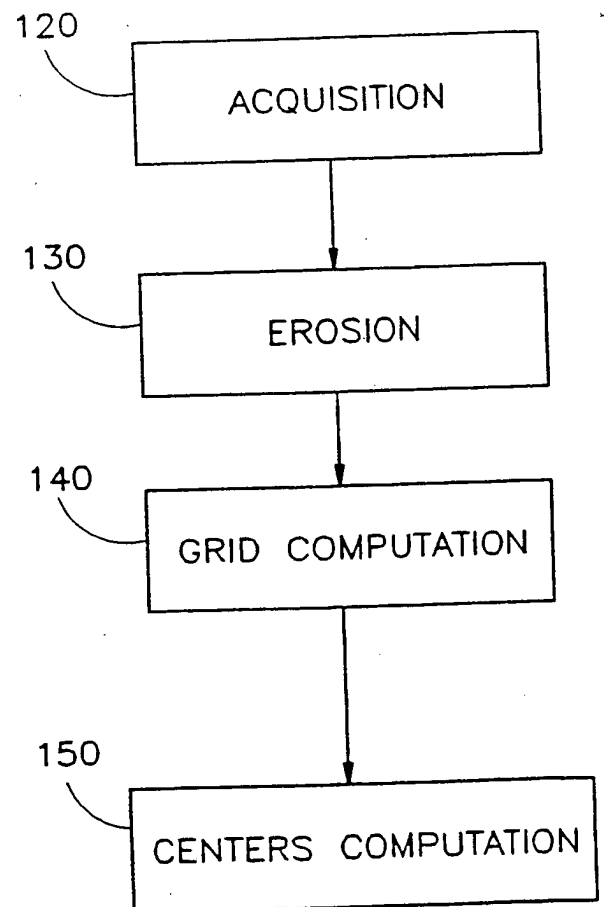 120
ACQUISITION
130
EROSION
140
GRID COMPUTATION
150
CENTERS COMPUTATION